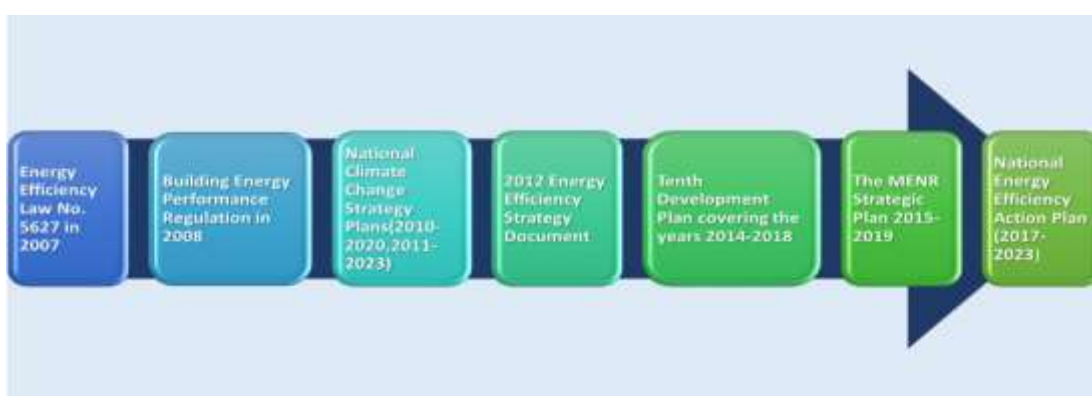 Energy
Efficiency
Law No.
5627 in
2007
Building Energy
Performance
Regulation in
2008
National
Climate
Change
Strategy
Plans(2010-
2020,2011-
2023)
2012 Energy
Efficiency
Strategy
Document
Tenth
Development
Plan covering the
years 2014-2018
The MENR
Strategic
Plan 2015-
2019
National
Energy
Efficiency
Action Plan
(2017-
2023)